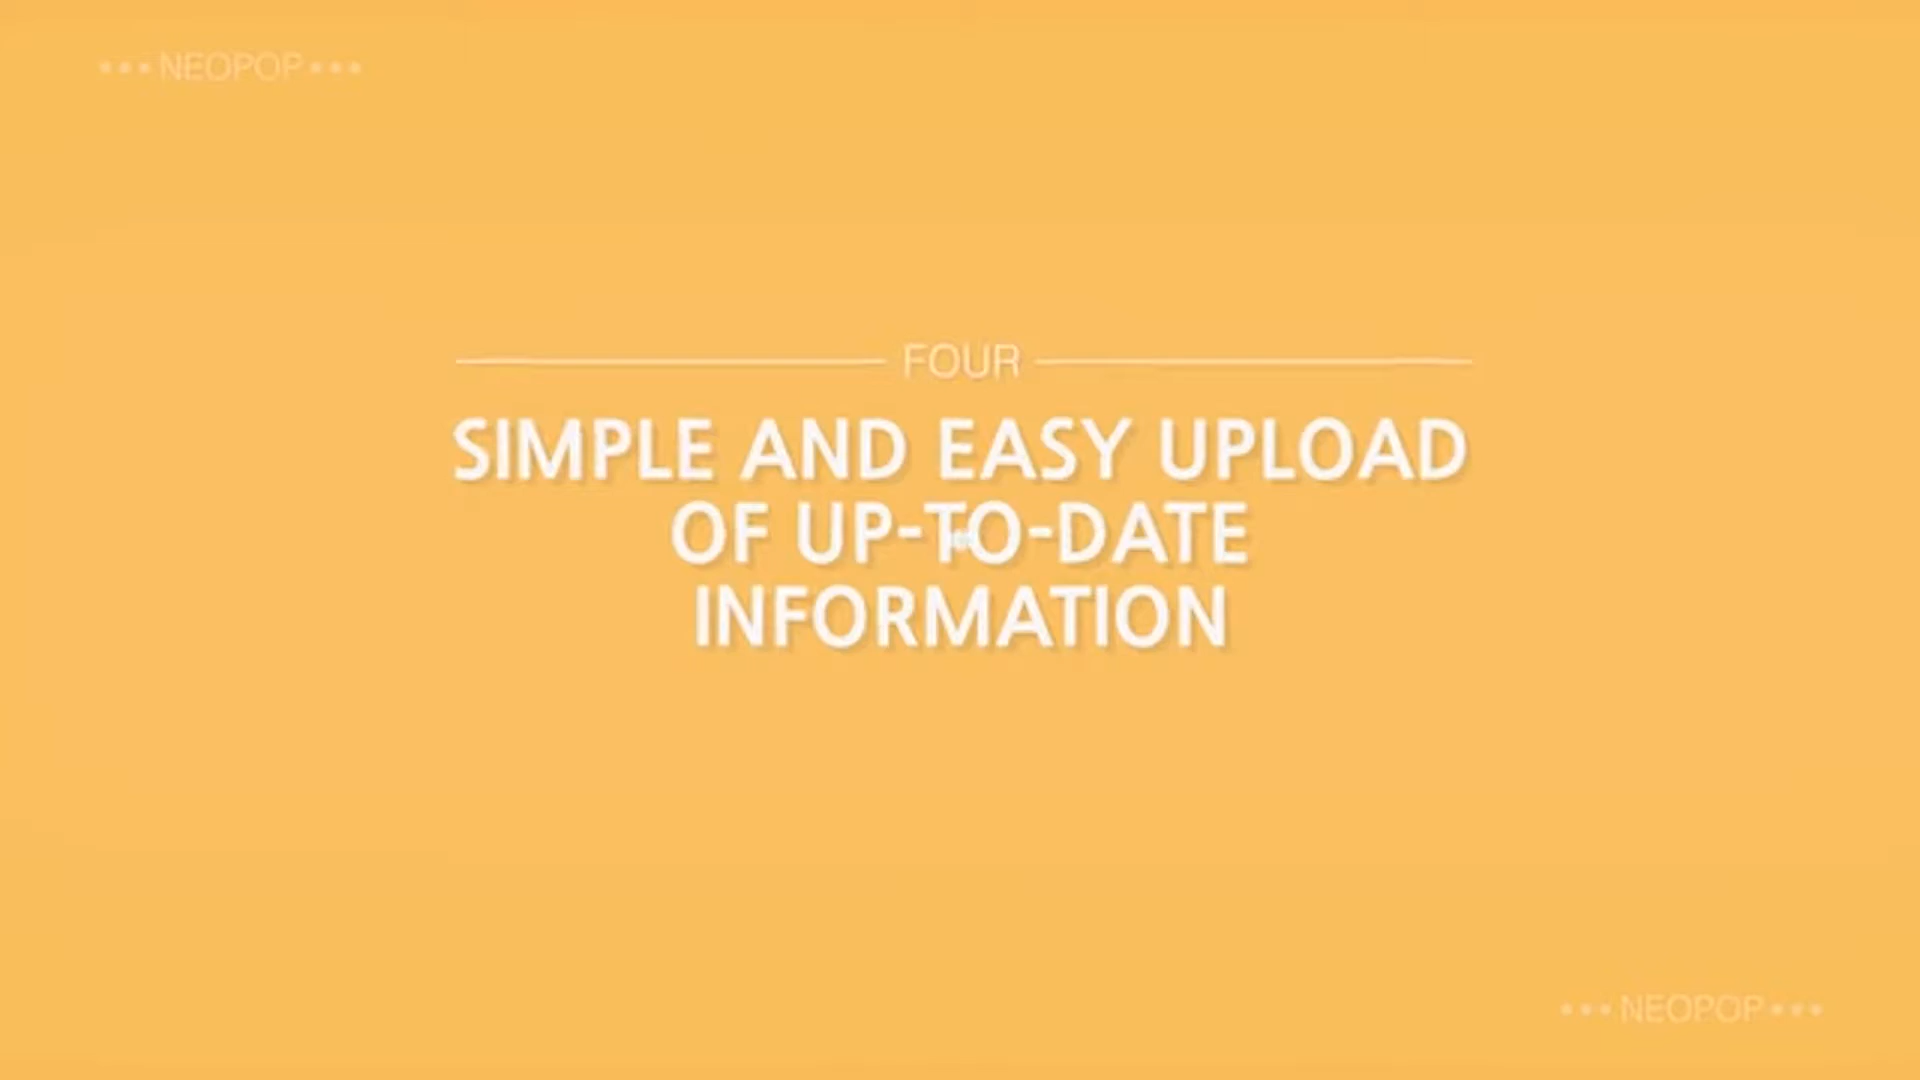 •••NEOPOP•••
FOUR
SIMPLE AND EASY UPLOAD
OF UP-TO-DATE
INFORMATION
•••NEOPOP•••